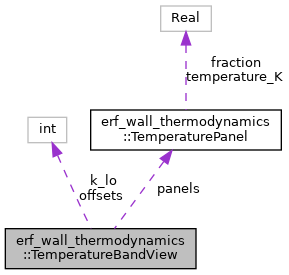 Real
fraction
temperature_K
erf_wall_thermodynamics
::TemperaturePanel
int
k_lo
offsets
panels
erf_wall_thermodynamics
::TemperatureBandView